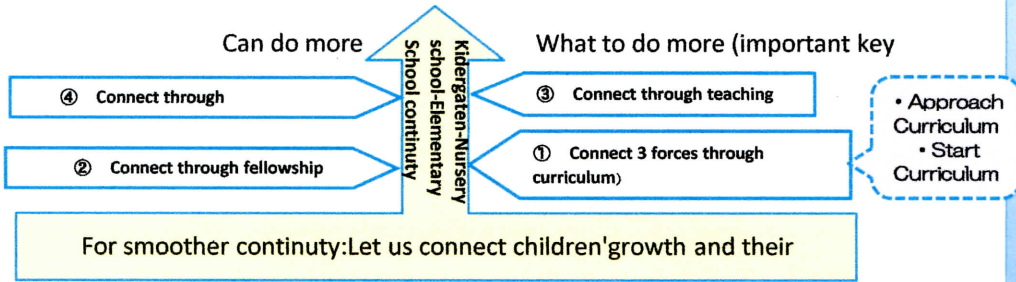 Can do more
What to do more (important key
④ Connect through
③ Connect through teaching
② Connect through fellowship
① Connect 3 forces through
curriculum)
• Approach
Curriculum
• Start
Curriculum
Kidergaten-Nursery
school-Elementary
School continuty
For smoother continuty:Let us connect children'growth and their